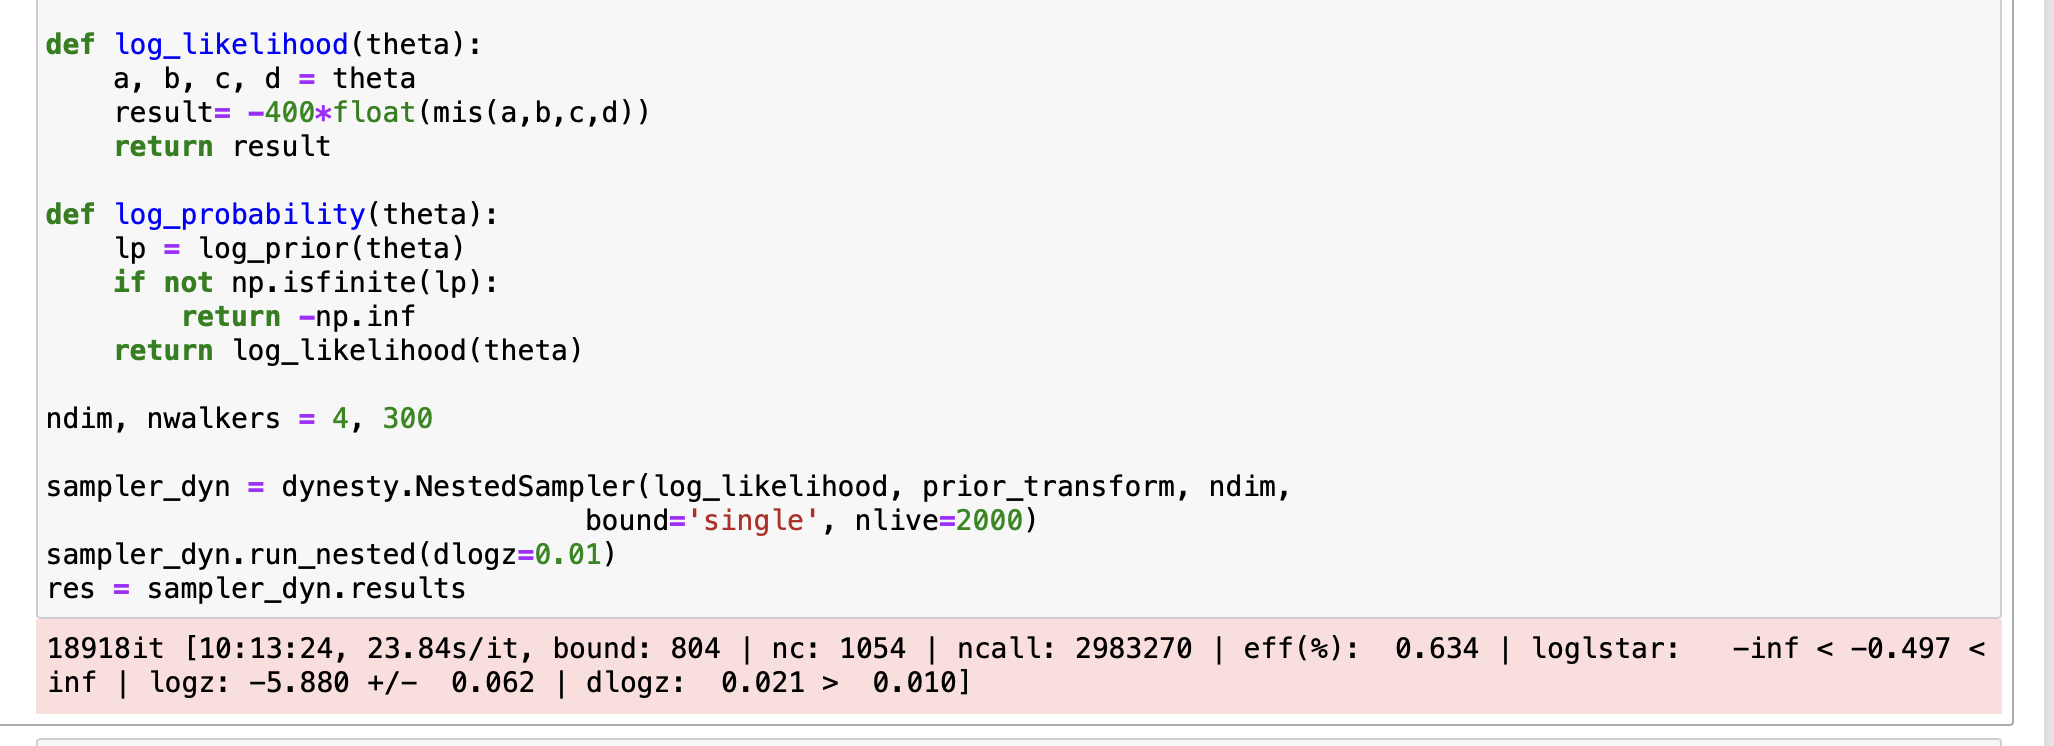 def log_likelihood(theta):
    a, b, c, d = theta
    result= -400*float(mis(a,b,c,d))
    return result

def log_probability(theta):
    lp = log_prior(theta)
    if not np.isfinite(lp):
        return -np.inf
    return log_likelihood(theta)

ndim, nwalkers = 4, 300

sampler_dyn = dynesty.NestedSampler(log_likelihood, prior_transform, ndim,
                                bound='single', nlive=2000)
sampler_dyn.run_nested(dlogz=0.01)
res = sampler_dyn.results
18918it [10:13:24, 23.84s/it, bound: 804 | nc: 1054 | ncall: 2983270 | eff(%):  0.634 | loglstar:   -inf < -0.497 <
inf | logz: -5.880 +/-  0.062 | dlogz:  0.021 >  0.010]